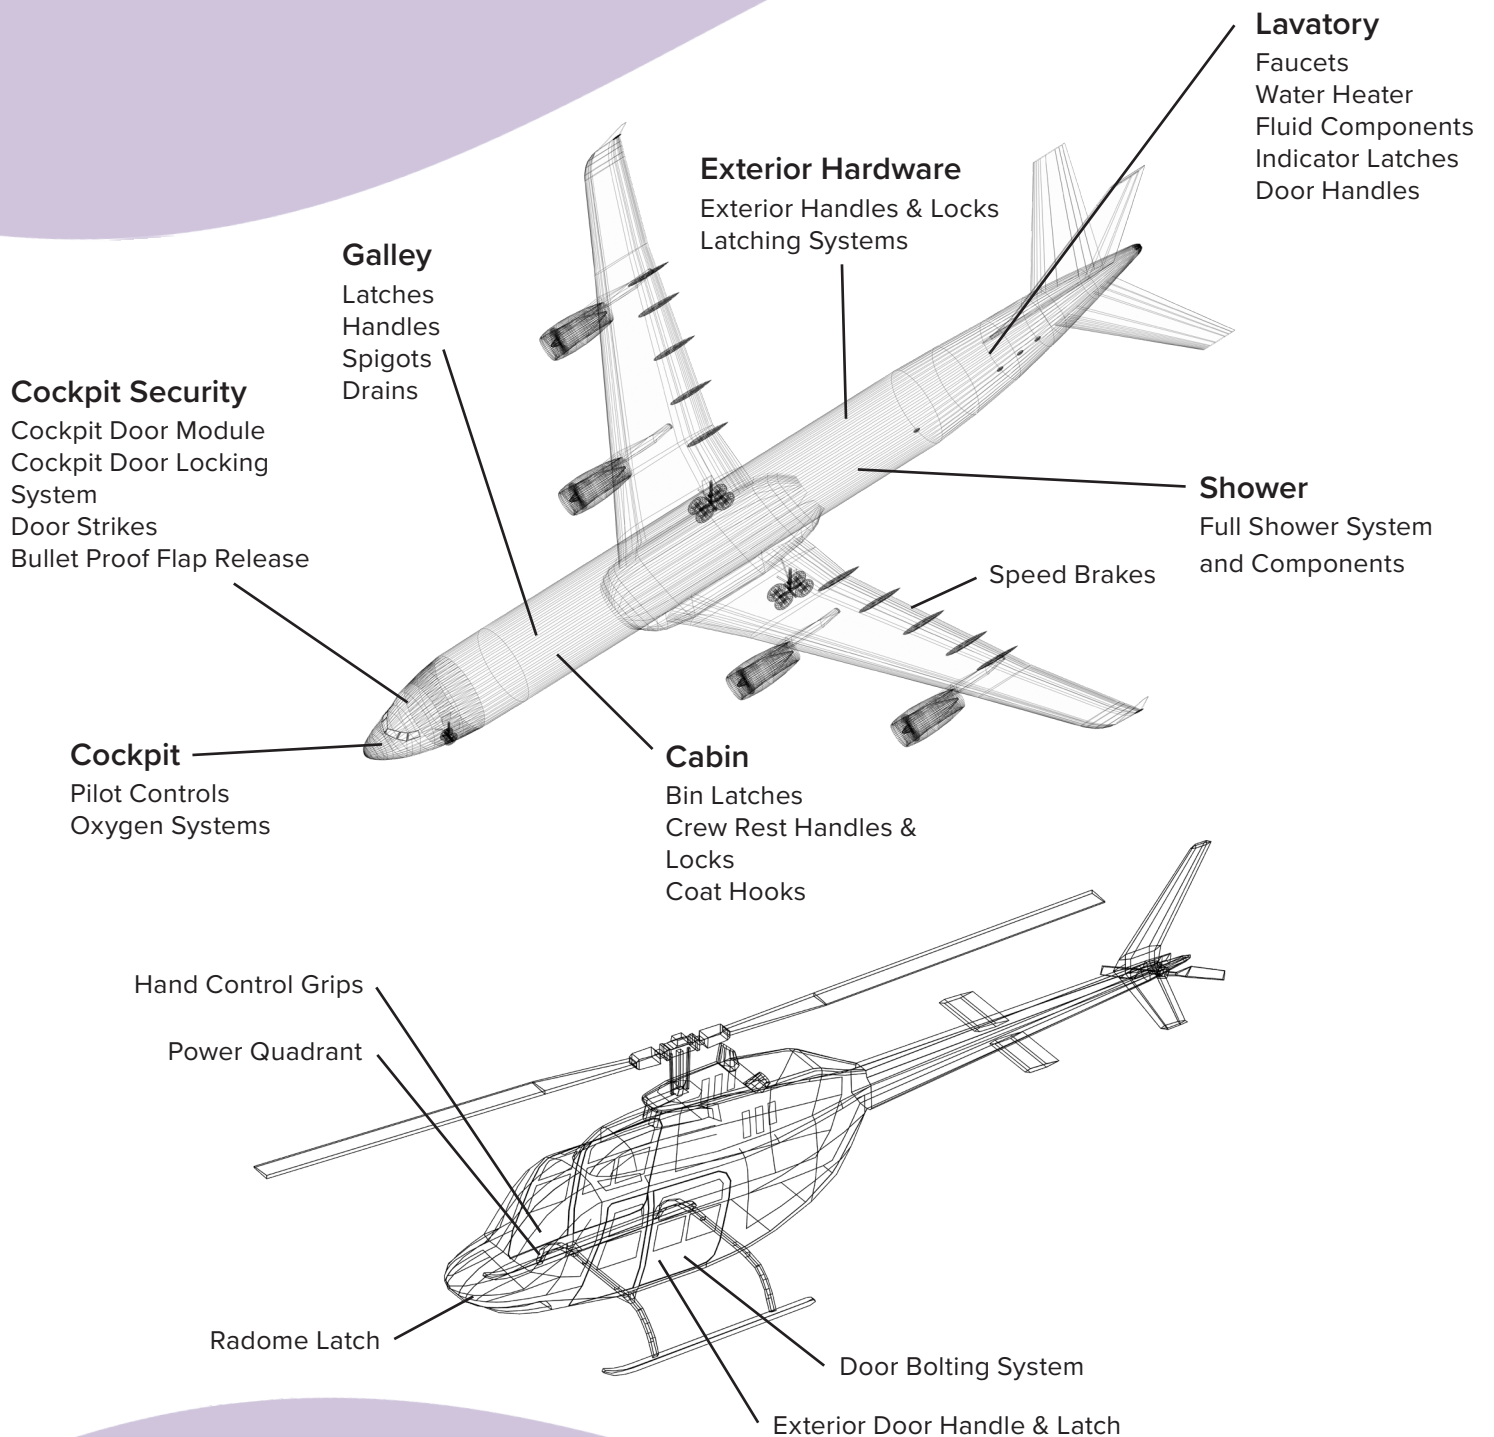 Lavatory
Faucets
Water Heater
Fluid Components
Indicator Latches
Door Handles
Exterior Hardware
Exterior Handles & Locks
Latching Systems
Galley
Latches
Handles
Spigots
Drains
Cockpit Security
Cockpit Door Module
Cockpit Door Locking
System
Door Strikes
Bullet Proof Flap Release
Shower
Full Shower System
and Components
Speed Brakes
Cockpit
Pilot Controls
Oxygen Systems
Cabin
Bin Latches
Crew Rest Handles &
Locks
Coat Hooks
Hand Control Grips
Power Quadrant
Radome Latch
Door Bolting System
Exterior Door Handle & Latch